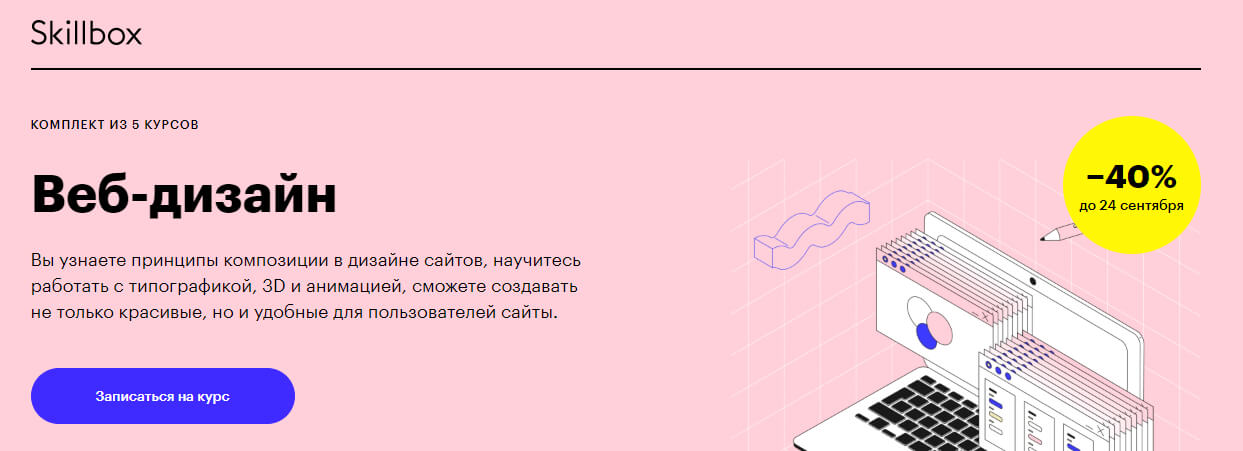 Skillbox
КОМПЛЕКТ ИЗ 5 КУРСОВ
Веб-дизайн
−40%
до 24 сентября
Вы узнаете принципы композиции в дизайне сайтов, научитесь
работать с типографикой, 3D и анимацией, сможете создавать
не только красивые, но и удобные для пользователей сайты.
Записаться на курс